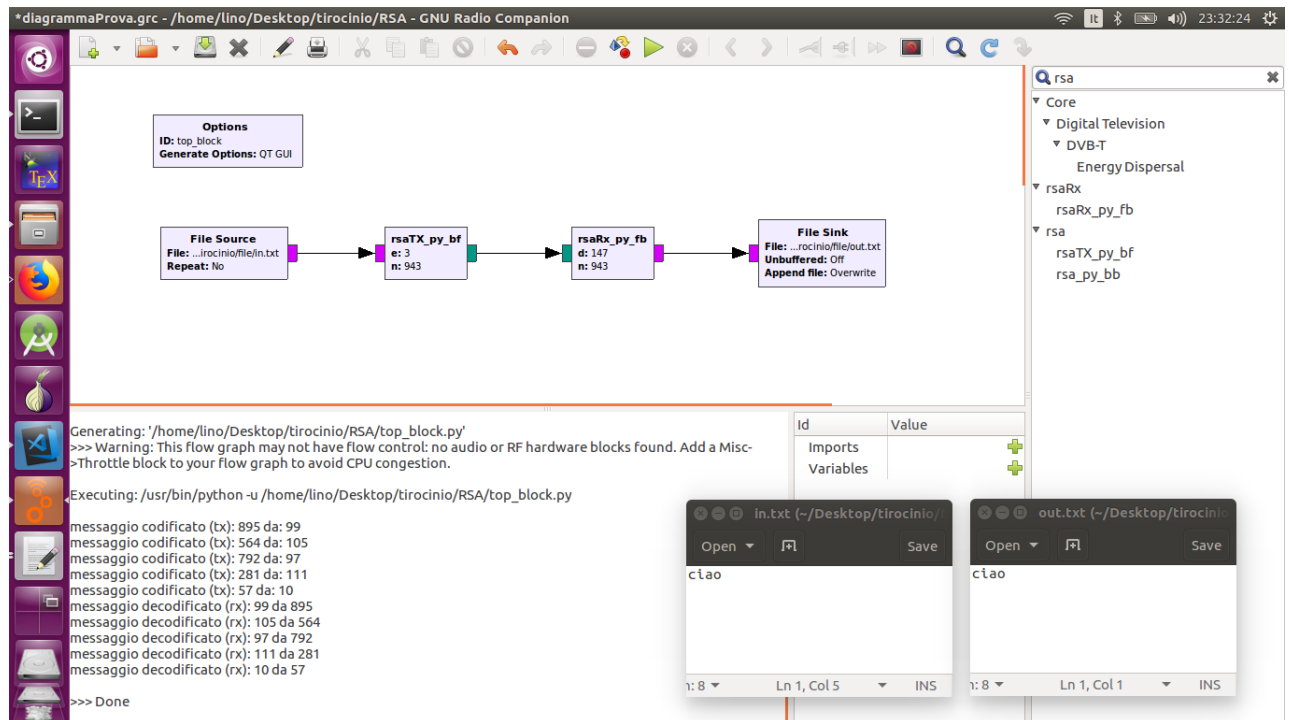 *diagrammaProva.grc - /home/lino/Desktop/tirocinio/RSA - GNU Radio Companion
It
23:32:24
Options
ID: top_block
Generate Options: QT GUI
File Source
File: ...irocinio/file/in.txt
Repeat: No
rsaTX_py_bf
e: 3
n: 943
rsaRx_py_fb
d: 147
n: 943
File Sink
File: ...rocinio/file/out.txt
Unbuffered: Off
Append file: Overwrite
rsa
Core
Digital Television
DVB-T
Energy Dispersal
rsaRx
rsaRx_py_fb
rsa
rsaTX_py_bf
rsa_py_bb
TEX
Generating: '/home/lino/Desktop/tirocinio/RSA/top_block.py'
>>> Warning: This flow graph may not have flow control: no audio or RF hardware blocks found. Add a Misc-
>Throttle block to your flow graph to avoid CPU congestion.
Executing: /usr/bin/python -u /home/lino/Desktop/tirocinio/RSA/top_block.py
messaggio codificato (tx): 895 da: 99
messaggio codificato (tx): 564 da: 105
messaggio codificato (tx): 792 da: 97
messaggio codificato (tx): 281 da: 111
messaggio codificato (tx): 57 da: 10
messaggio decodificato (rx): 99 da 895
messaggio decodificato (rx): 105 da 564
messaggio decodificato (rx): 97 da 792
messaggio decodificato (rx): 111 da 281
messaggio decodificato (rx): 10 da 57
>>> Done
Id Value
Imports
Variables
in.txt (~/Desktop/tirocinio/
Open Save
ciao
n: 8 Ln 1, Col 5 INS
out.txt (~/Desktop/tirocinio
Open Save
ciao
n: 8 Ln 1, Col 1 INS